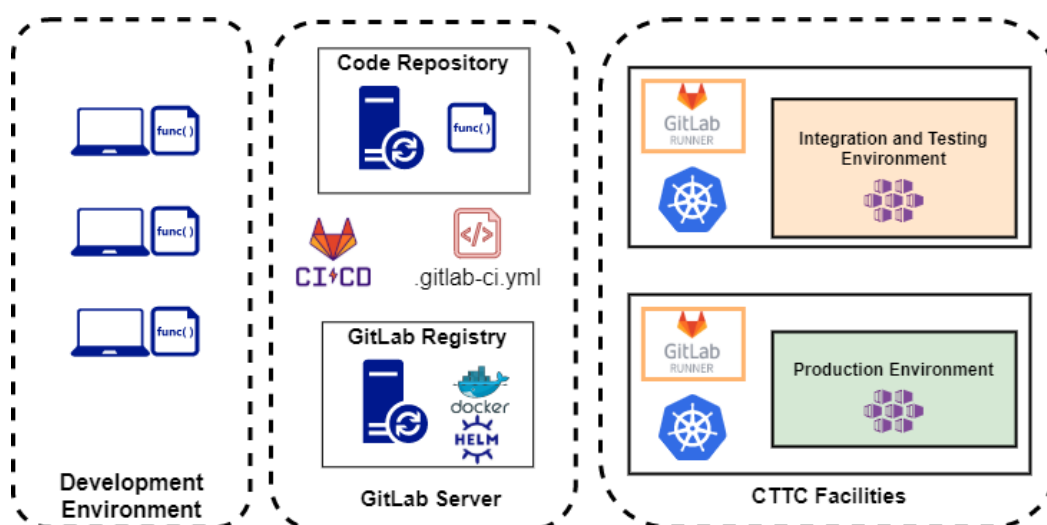 func()
func()
func()
Development
Environment
Code Repository
func()
CI CD
.gitlab-ci.yml
GitLab Registry
docker
HELM
GitLab Server
GitLab
RUNNER
Integration and Testing
Environment
GitLab
RUNNER
Production Environment
CTTC Facilities